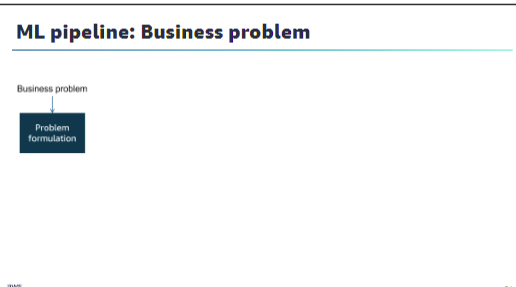 ML pipeline: Business problem
Business problem
Problem
formulation